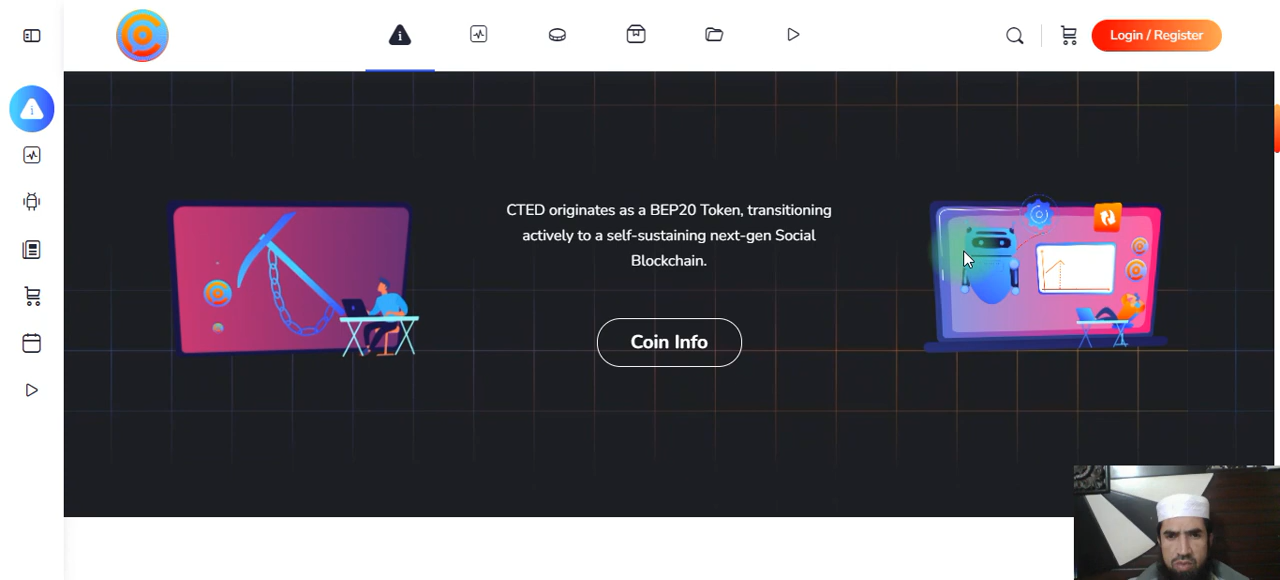 Login / Register
CTED originates as a BEP20 Token, transitioning
actively to a self-sustaining next-gen Social
Blockchain.
Coin Info